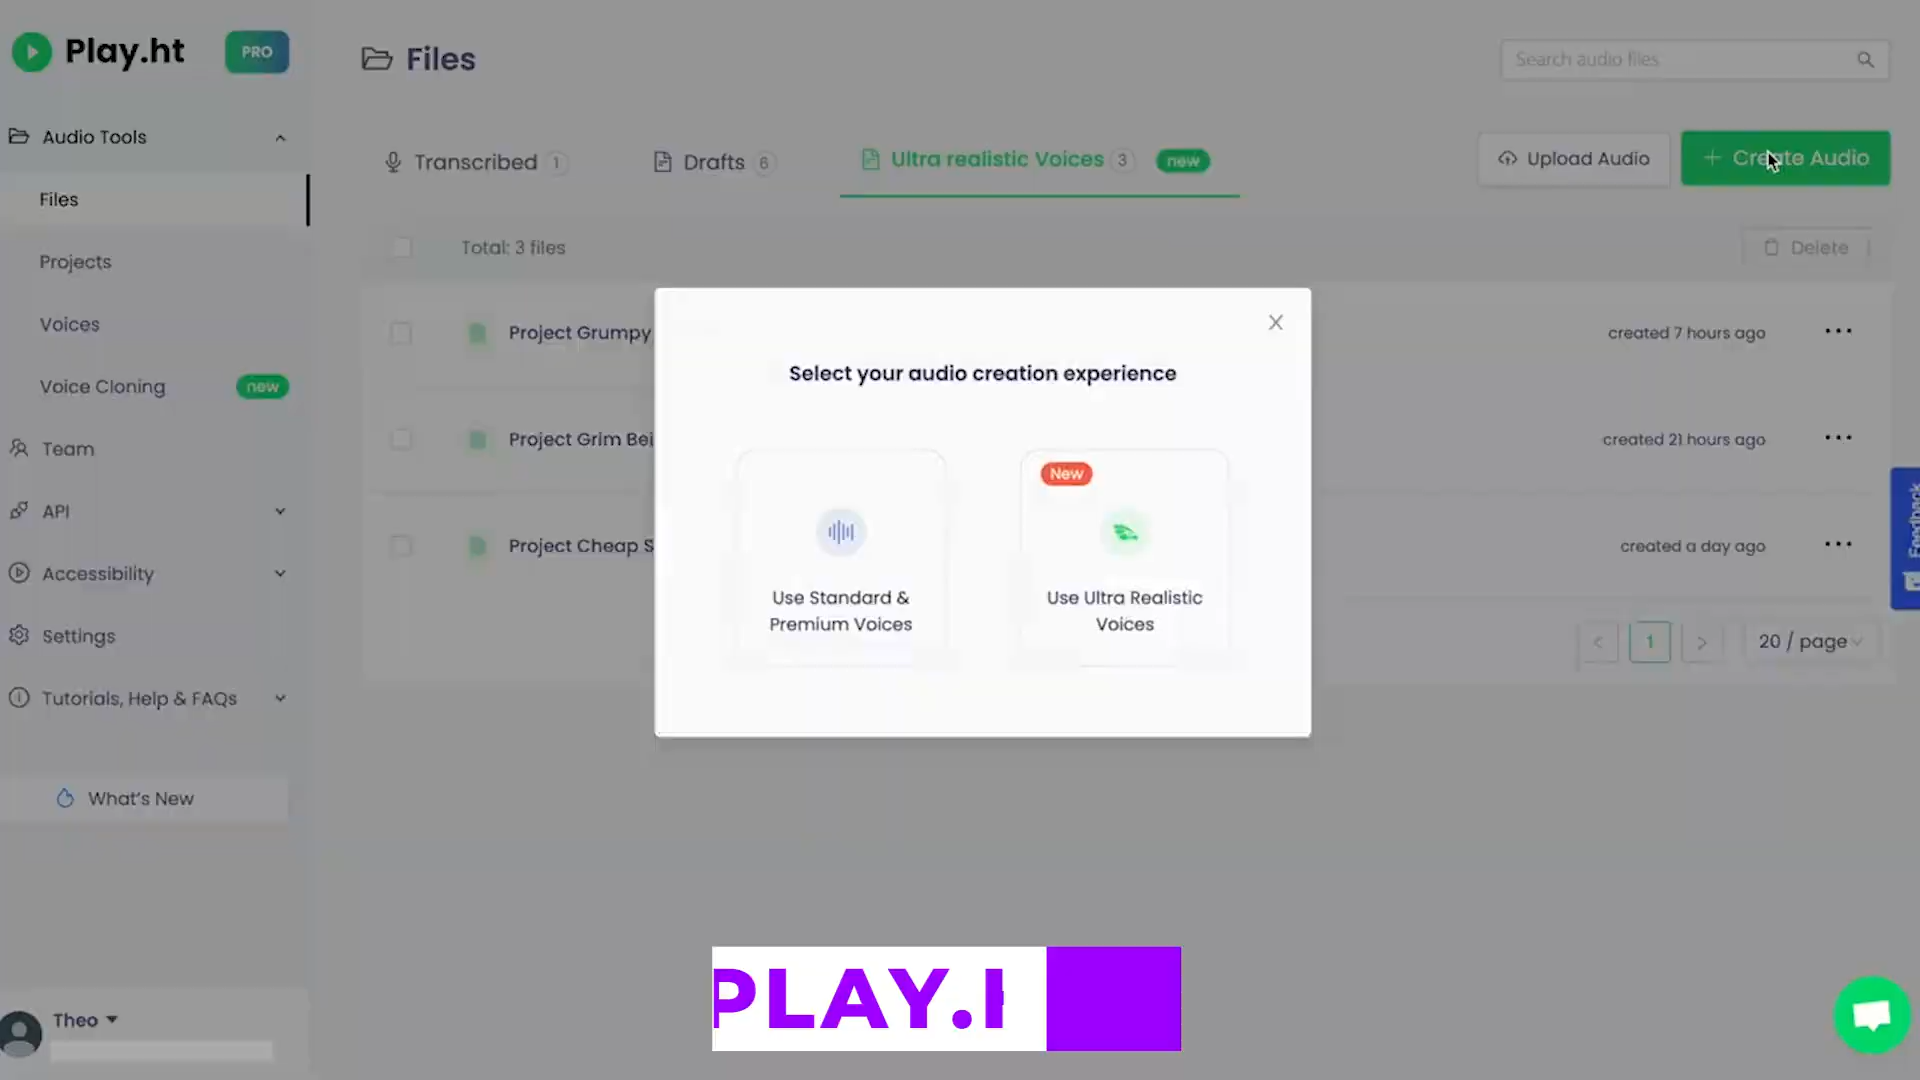 Play.ht PRO
Files
Search audio files
Audio Tools
Files
Projects
Voices
Voice Cloning new
Team
API
Accessibility
Settings
Tutorials, Help & FAQs
What's New
Theo
Transcribed 1
Drafts 6
Ultra realistic Voices 3 new
Upload Audio
+ Create Audio
Total: 3 files
Delete
Project Grumpy
created 7 hours ago
Project Grim Bei
created 21 hours ago
Project Cheap S
created a day ago
< 1 >
20 / page
Select your audio creation experience
Use Standard &
Premium Voices
New
Use Ultra Realistic
Voices
Feedback
PLAY.